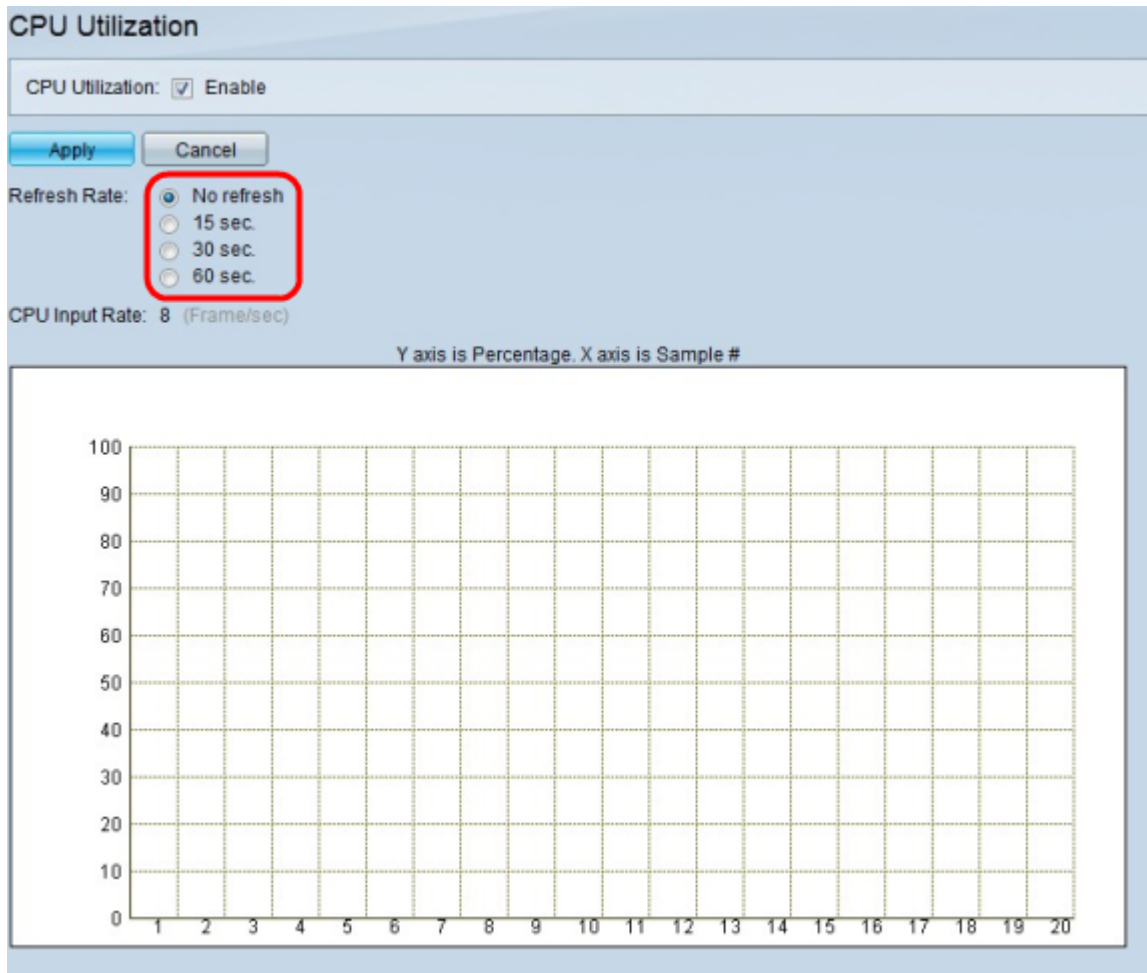 CPU Utilization
CPU Utilization: Enable
Apply Cancel
Refresh Rate: No refresh
15 sec.
30 sec.
60 sec.
CPU Input Rate: 8 (Frame/sec)
Y axis is Percentage. X axis is Sample #
100
90
80
70
60
50
40
30
20
10
0
1 2 3 4 5 6 7 8 9 10 11 12 13 14 15 16 17 18 19 20